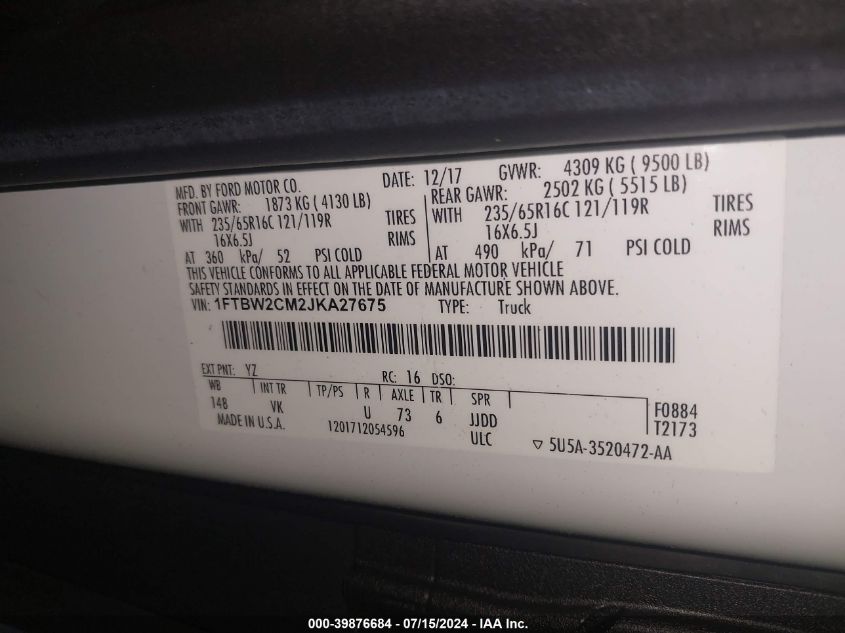 MFD. BY FORD MOTOR CO. DATE: 12/17 GVWR: 4309 KG ( 9500 LB)
FRONT GAWR: 1873 KG ( 4130 LB) REAR GAWR: 2502 KG ( 5515 LB)
WITH 235/65R16C 121/119R TIRES WITH 235/65R16C 121/119R TIRES
16X6.5J RIMS 16X6.5J RIMS
AT 360 kPa/ 52 PSI COLD AT 490 kPa/ 71 PSI COLD
THIS VEHICLE CONFORMS TO ALL APPLICABLE FEDERAL MOTOR VEHICLE
SAFETY STANDARDS IN EFFECT ON THE DATE OF MANUFACTURE SHOWN ABOVE.
VIN: 1FTBW2CM2JKA27675 TYPE: Truck
EXT PNT: YZ RC: 16 DSO:
WB INT TR TP/PS R AXLE TR SPR
148 VK U 73 6 JJDD F0884
MADE IN U.S.A. 1201712054596 ULC T2173
5U5A-3520472-AA
000-39876684 - 07/15/2024 - IAA Inc.